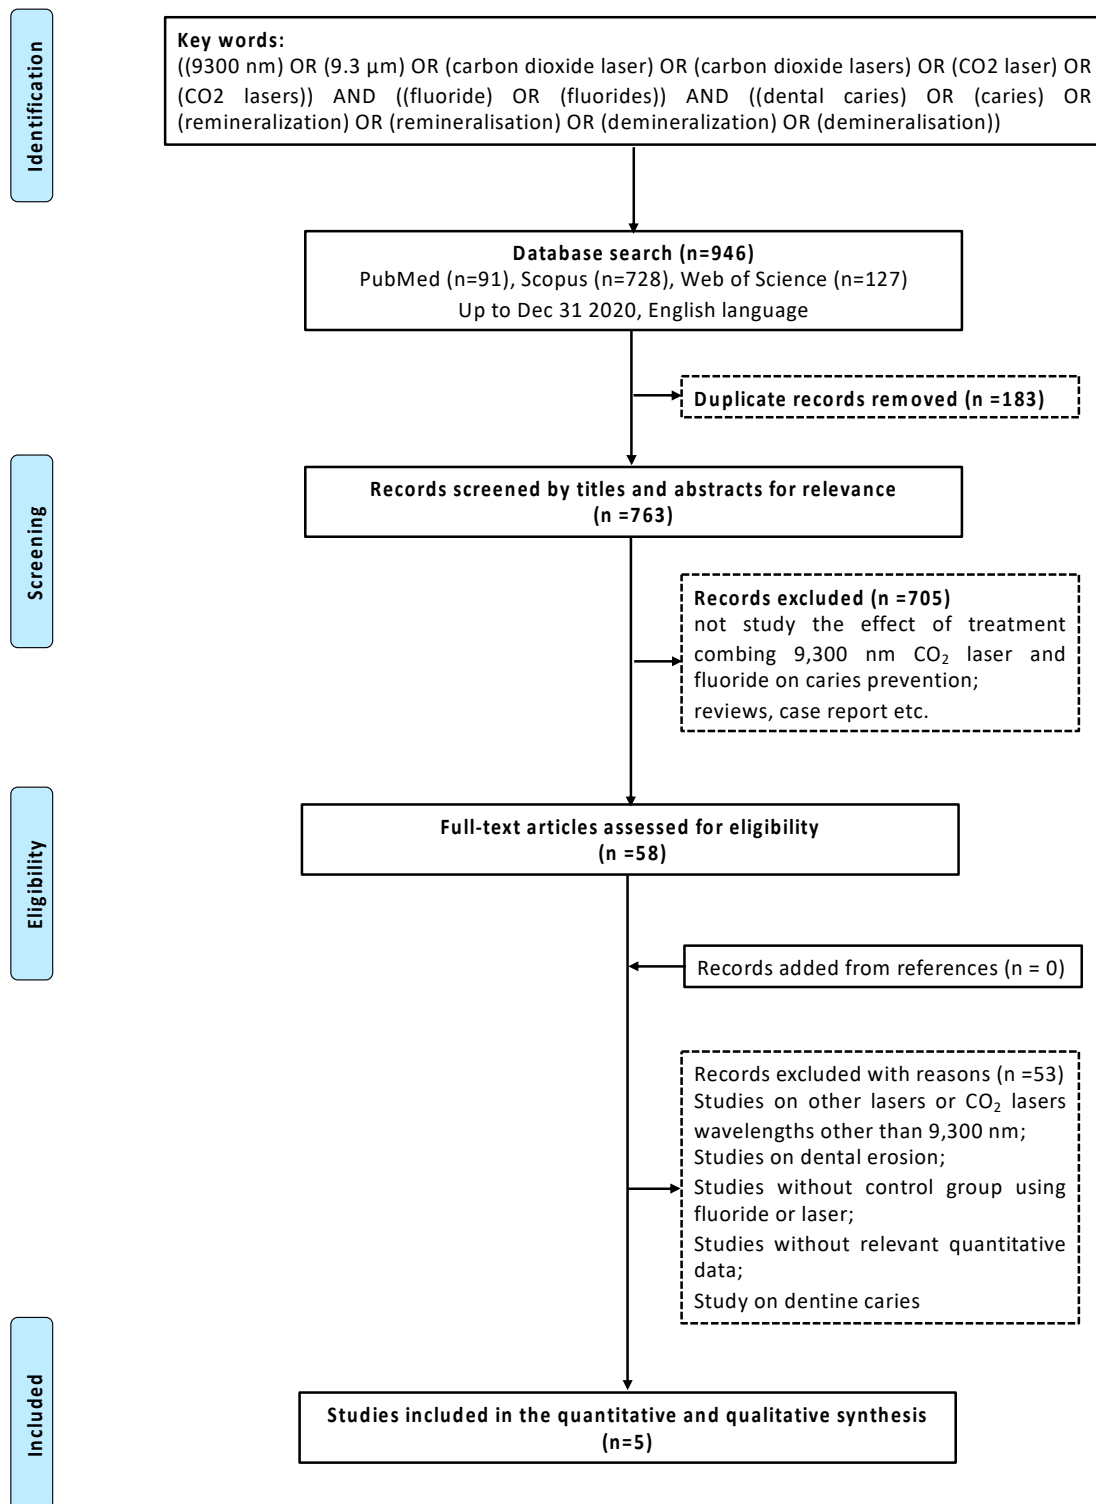 Identification
Key words:
((9300 nm) OR (9.3 µm) OR (carbon dioxide laser) OR (carbon dioxide lasers) OR (CO2 laser) OR
(CO2 lasers)) AND ((fluoride) OR (fluorides)) AND ((dental caries) OR (caries) OR
(remineralization) OR (remineralisation) OR (demineralization) OR (demineralisation))
Database search (n=946)
PubMed (n=91), Scopus (n=728), Web of Science (n=127)
Up to Dec 31 2020, English language
Duplicate records removed (n =183)
Screening
Records screened by titles and abstracts for relevance
(n =763)
Records excluded (n =705)
not study the effect of treatment
combing 9,300 nm CO₂ laser and
fluoride on caries prevention;
reviews, case report etc.
Eligibility
Full-text articles assessed for eligibility
(n =58)
Records added from references (n = 0)
Records excluded with reasons (n =53)
Studies on other lasers or CO₂ lasers
wavelengths other than 9,300 nm;
Studies on dental erosion;
Studies without control group using
fluoride or laser;
Studies without relevant quantitative
data;
Study on dentine caries
Included
Studies included in the quantitative and qualitative synthesis
(n=5)